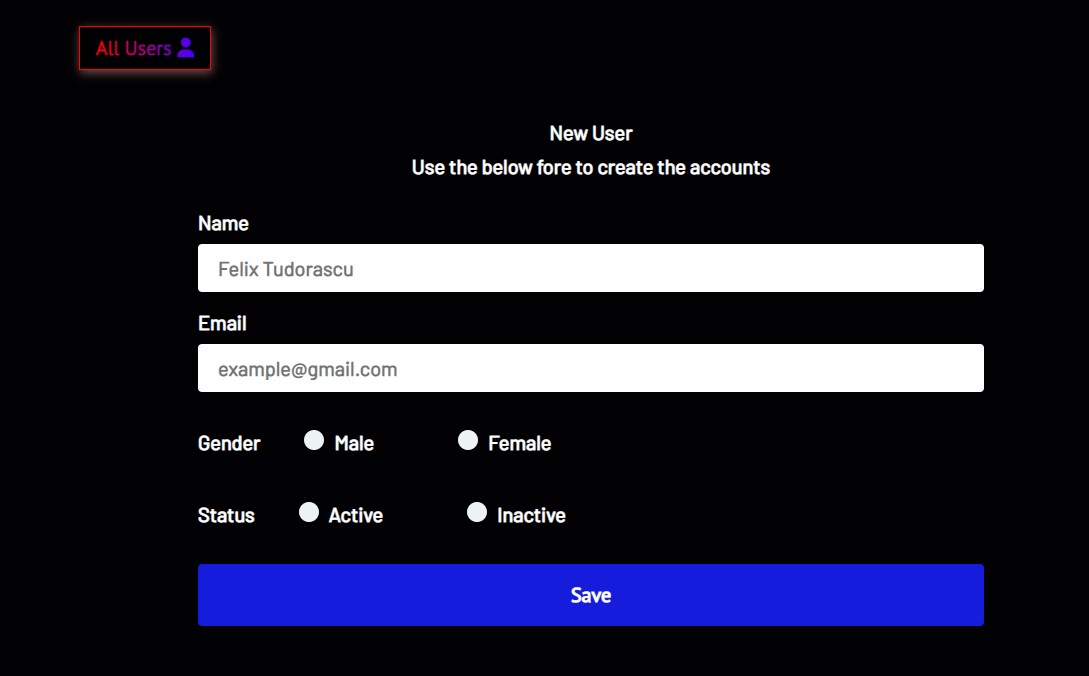 All Users
New User
Use the below fore to create the accounts
Name
Felix Tudorascu
Email
example@gmail.com
Gender Male Female
Status Active Inactive
Save